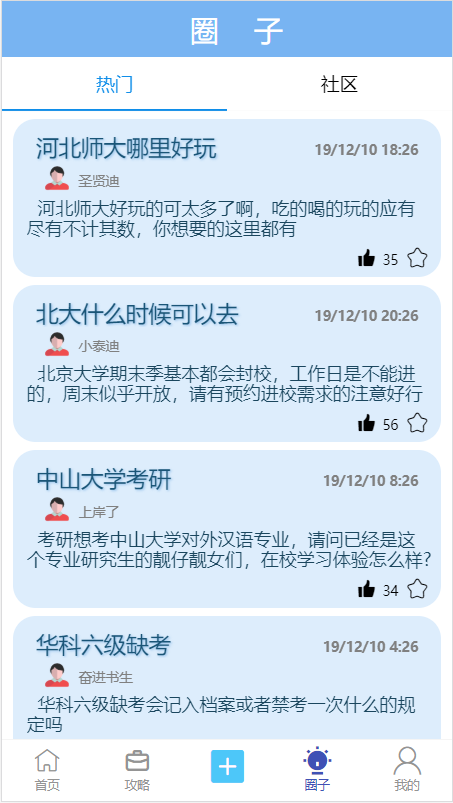 圈 子
热门 社区
河北师大哪里好玩 19/12/10 18:26
圣贤迪
河北师大好玩的可太多了啊，吃的喝的玩的应有
尽有不计其数，你想要的这里都有
35
北大什么时候可以去 19/12/10 20:26
小泰迪
北京大学期末季基本都会封校，工作日是不能进
的，周末似乎开放，请有预约进校需求的注意好行
56
中山大学考研 19/12/10 8:26
上岸了
考研想考中山大学对外汉语专业，请问已经是这
个专业研究生的靓仔靓女们，在校学习体验怎么样?
34
华科六级缺考 19/12/10 4:26
奋进书生
华科六级缺考会记入档案或者禁考一次什么的规
定吗
首页 攻略 圈子 我的